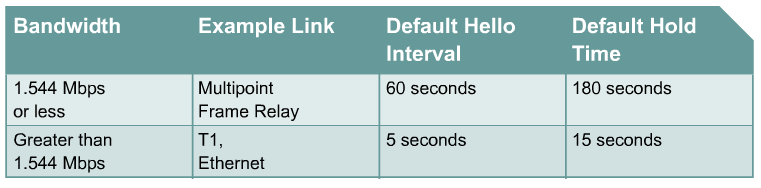 Bandwidth Example Link Default Hello Interval Default Hold Time
1.544 Mbps or less Multipoint Frame Relay 60 seconds 180 seconds
Greater than 1.544 Mbps T1, Ethernet 5 seconds 15 seconds